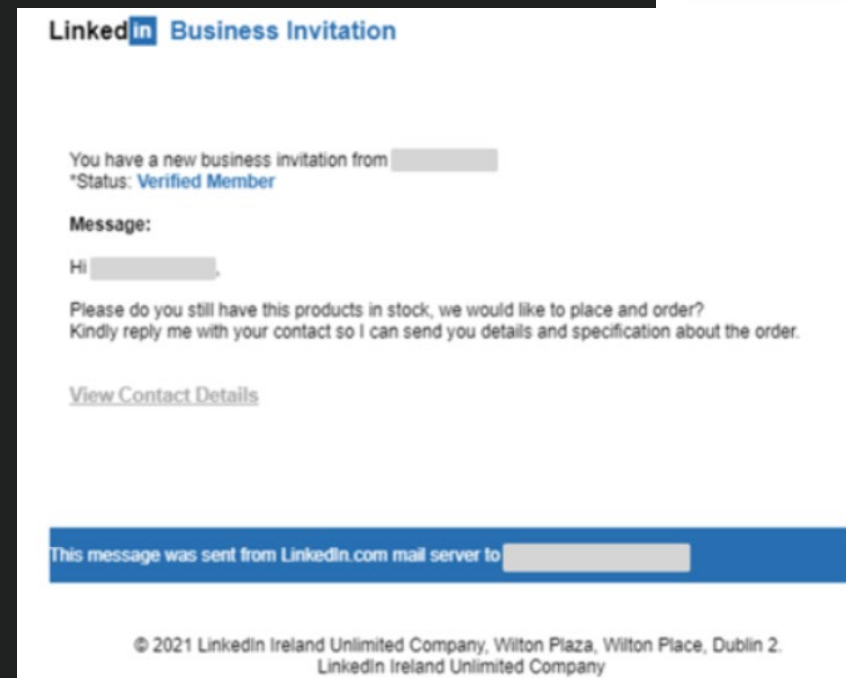 Linkedin Business Invitation
You have a new business invitation from
*Status: Verified Member
Message:
Hi ,
Please do you still have this products in stock, we would like to place and order?
Kindly reply me with your contact so I can send you details and specification about the order.
View Contact Details
This message was sent from LinkedIn.com mail server to
© 2021 LinkedIn Ireland Unlimited Company, Wilton Plaza, Wilton Place, Dublin 2.
LinkedIn Ireland Unlimited Company